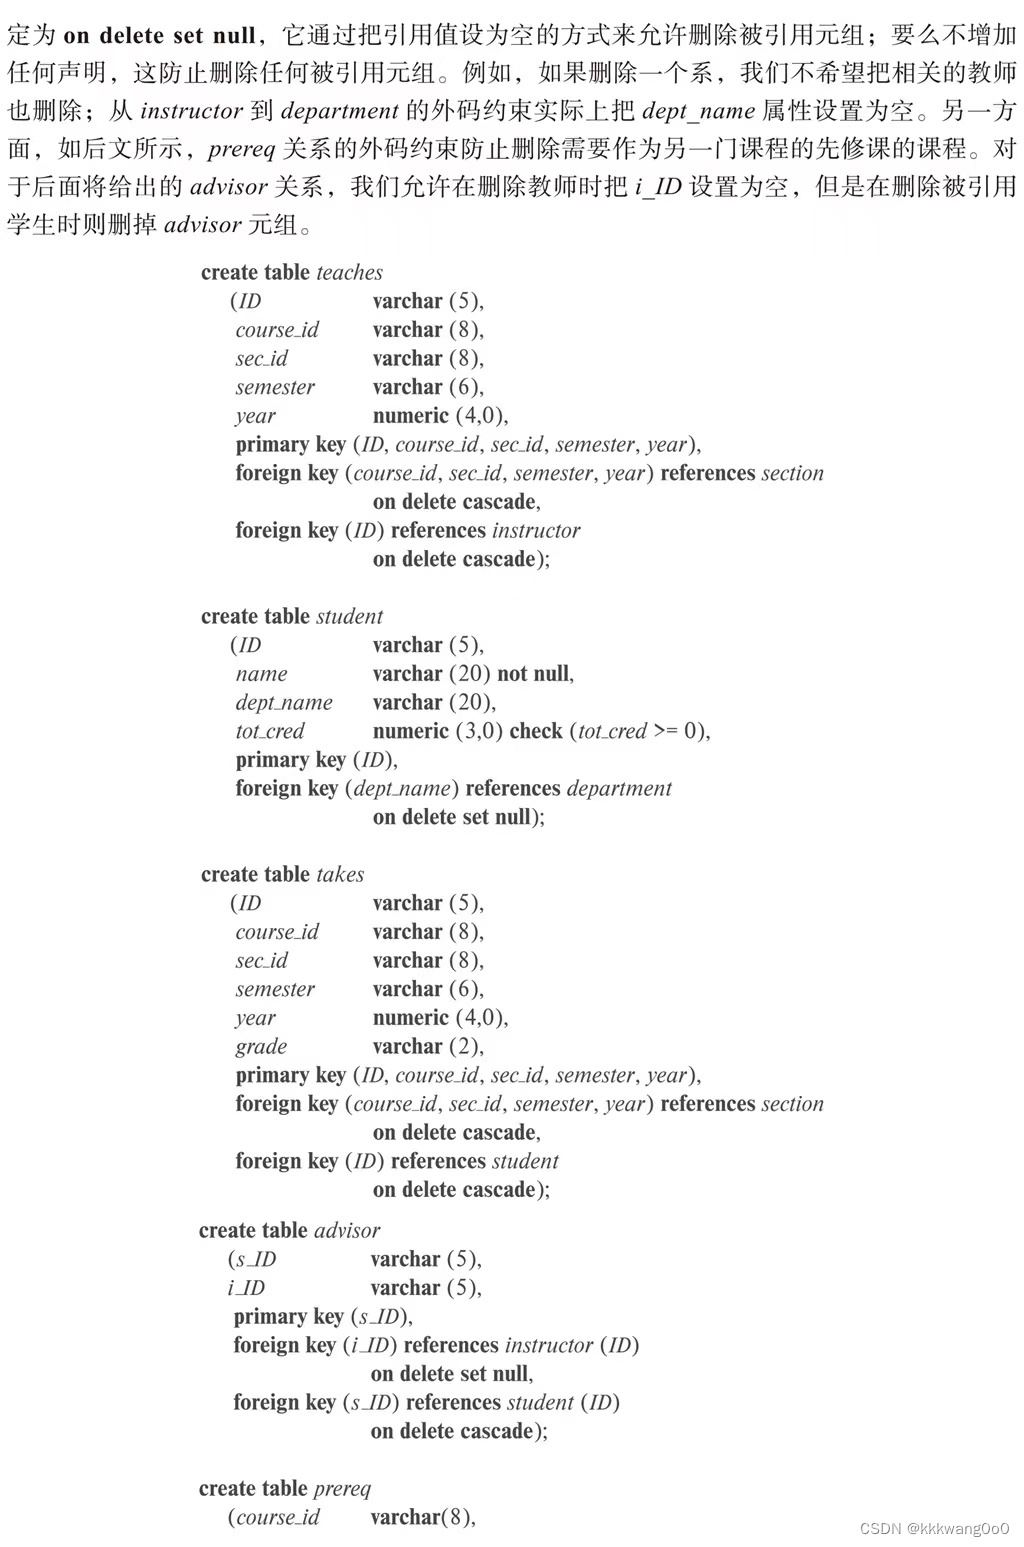 定为 on delete set null，它通过把引用值设为空的方式来允许删除被引用元组；要么不增加
任何声明，这防止删除任何被引用元组。例如，如果删除一个系，我们不希望把相关的教师
也删除；从 instructor 到 department 的外码约束实际上把 dept_name 属性设置为空。另一方
面，如后文所示，prereq 关系的外码约束防止删除需要作为另一门课程的先修课的课程。对
于后面将给出的 advisor 关系，我们允许在删除教师时把 i_ID 设置为空，但是在删除被引用
学生时则删掉 advisor 元组。
create table teaches
(ID varchar (5),
course_id varchar (8),
sec_id varchar (8),
semester varchar (6),
year numeric (4,0),
primary key (ID, course_id, sec_id, semester, year),
foreign key (course_id, sec_id, semester, year) references section
on delete cascade,
foreign key (ID) references instructor
on delete cascade);
create table student
(ID varchar (5),
name varchar (20) not null,
dept_name varchar (20),
tot_cred numeric (3,0) check (tot_cred >= 0),
primary key (ID),
foreign key (dept_name) references department
on delete set null);
create table takes
(ID varchar (5),
course_id varchar (8),
sec_id varchar (8),
semester varchar (6),
year numeric (4,0),
grade varchar (2),
primary key (ID, course_id, sec_id, semester, year),
foreign key (course_id, sec_id, semester, year) references section
on delete cascade,
foreign key (ID) references student
on delete cascade);
create table advisor
(s_ID varchar (5),
i_ID varchar (5),
primary key (s_ID),
foreign key (i_ID) references instructor (ID)
on delete set null,
foreign key (s_ID) references student (ID)
on delete cascade);
create table prereq
(course_id varchar(8),
CSDN @kkkwang0o0